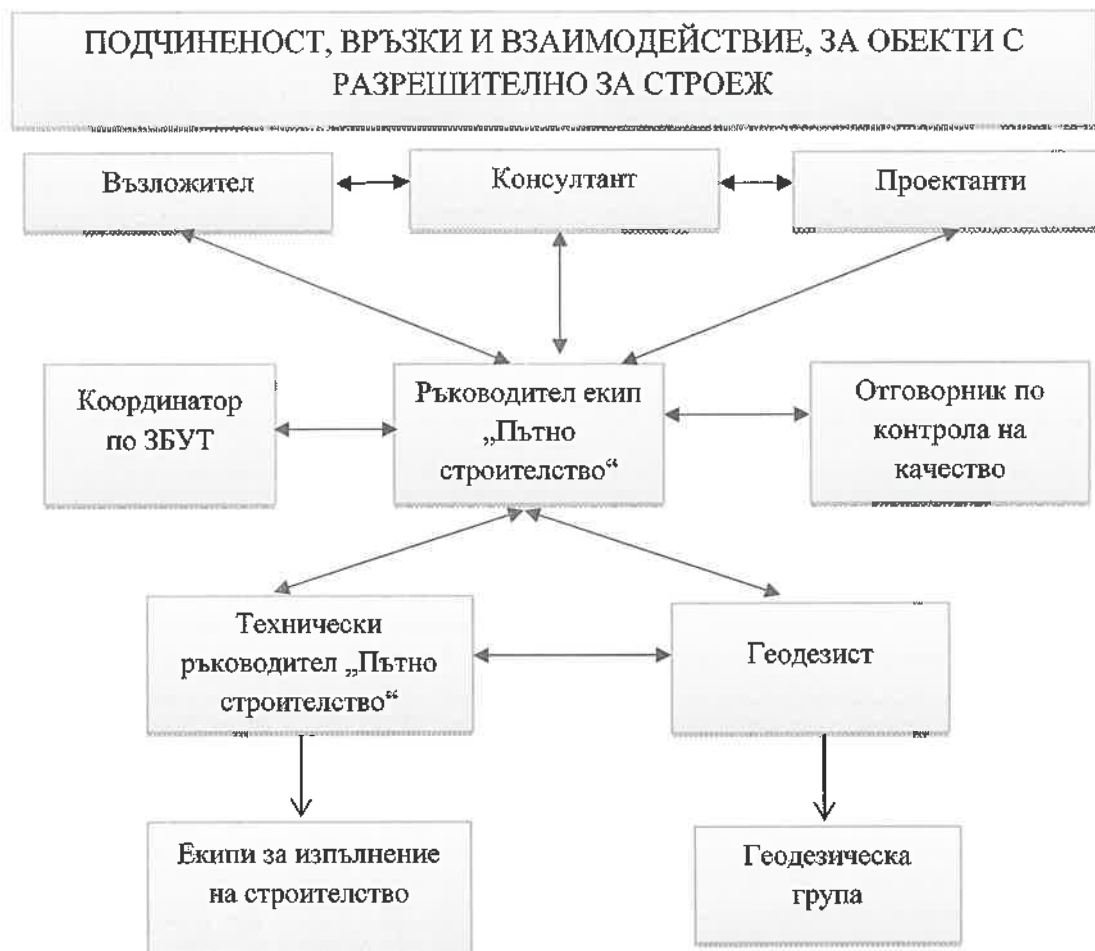 ПОДЧИНЕНОСТ, ВРЪЗКИ И ВЗАИМОДЕЙСТВИЕ, ЗА ОБЕКТИ С
РАЗРЕШИТЕЛНО ЗА СТРОЕЖ
Възложител
Консултант
Проектанти
Координатор
по ЗБУТ
Ръководител екип
„Пътно
строителство“
Отговорник по
контрола на
качество
Технически
ръководител „Пътно
строителство“
Геодезист
Екипи за изпълнение
на строителство
Геодезическа
група